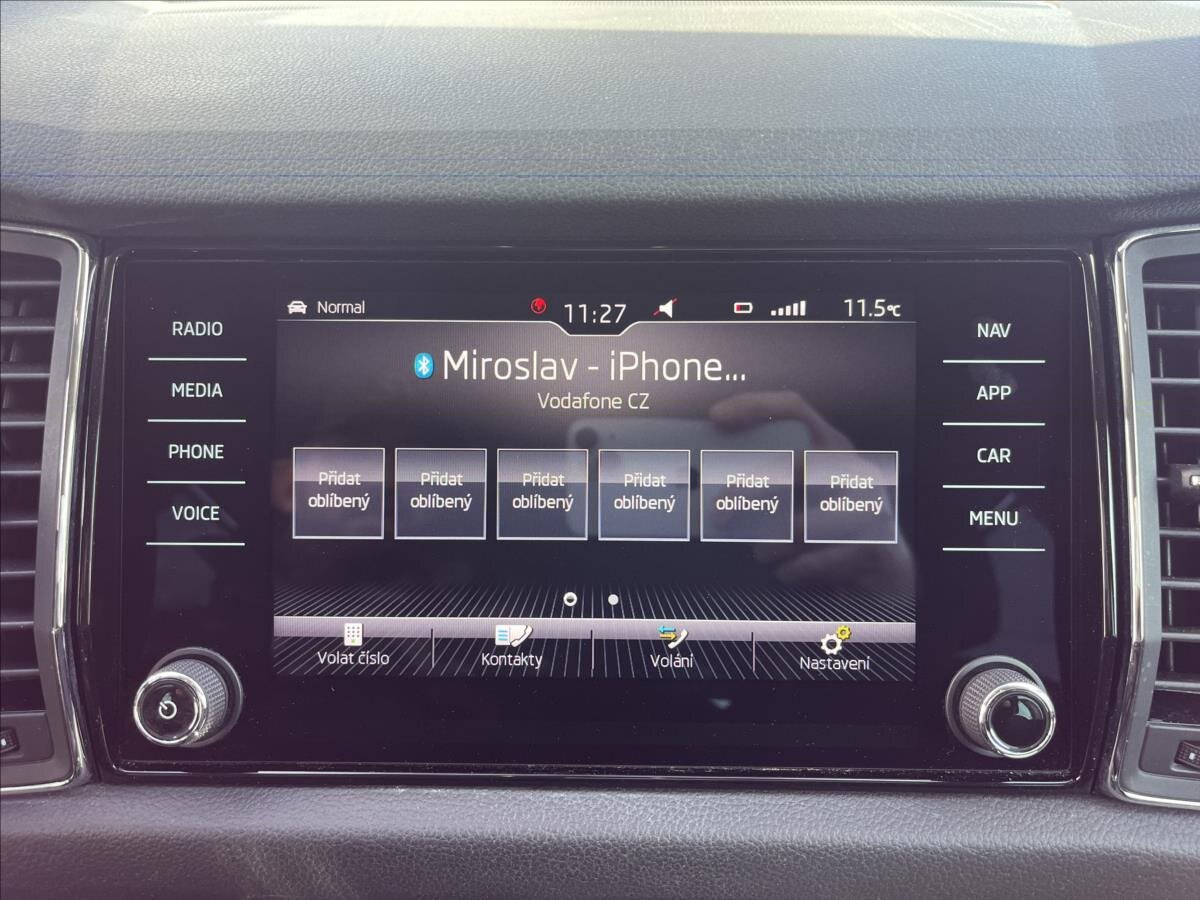 Normal
11:27
11.5°C
Miroslav - iPhone...
Vodafone CZ
RADIO
MEDIA
PHONE
VOICE
NAV
APP
CAR
MENU
Přidat
oblíbený
Přidat
oblíbený
Přidat
oblíbený
Přidat
oblíbený
Přidat
oblíbený
Přidat
oblíbený
Volat číslo
Kontakty
Volání
Nastavení